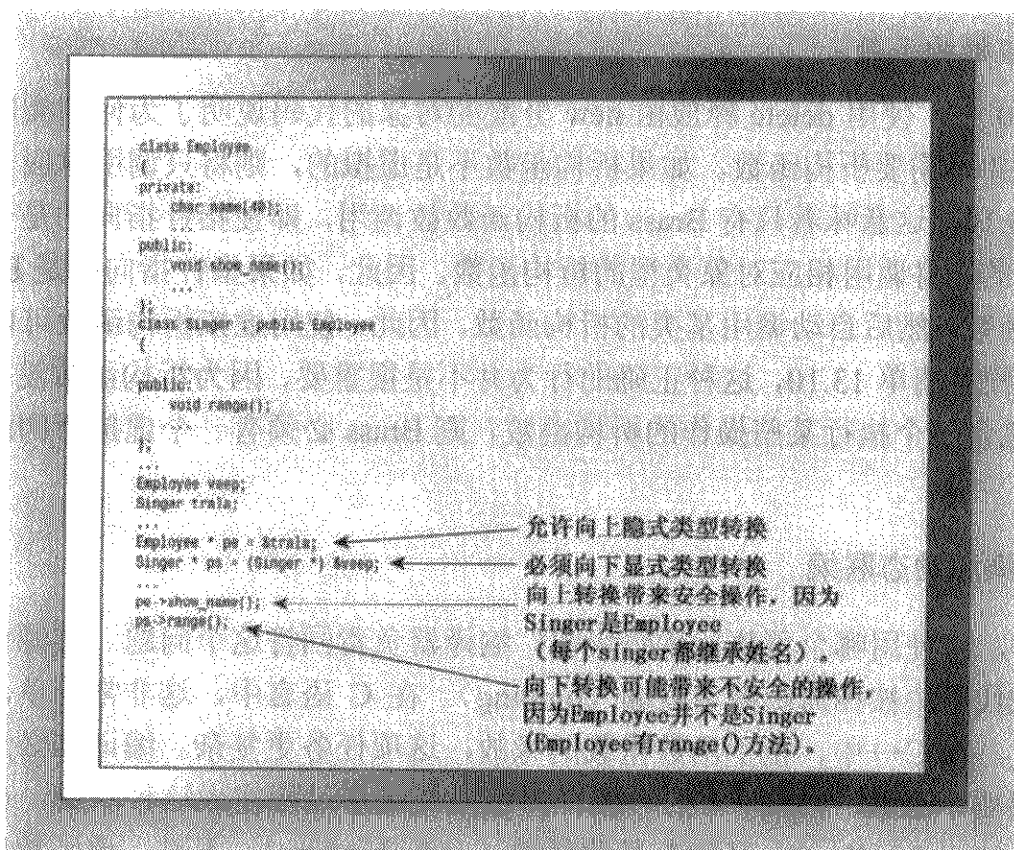 class Employee
{
private:
char name[40];
...
public:
void show_name();
...
};
class Singer : public Employee
{
...
public:
void range();
...
};
...
Employee veep;
Singer trala;
...
Employee * pe = &trala;
Singer * ps = (Singer *) &veep;
...
pe->show_name();
ps->range();
允许向上隐式类型转换
必须向下显式类型转换
向上转换带来安全操作，因为
Singer是Employee
（每个singer都继承姓名）。
向下转换可能带来不安全的操作，
因为Employee并不是Singer
(Employee有range()方法)。